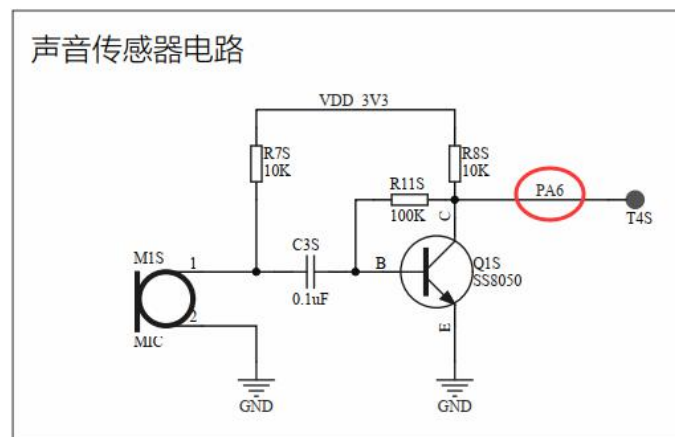 声音传感器电路
VDD 3V3
R7S
10K
R8S
10K
R11S
100K
PA6
T4S
C
C3S
0.1uF
B
Q1S
SS8050
M1S
1
2
MIC
E
GND
GND